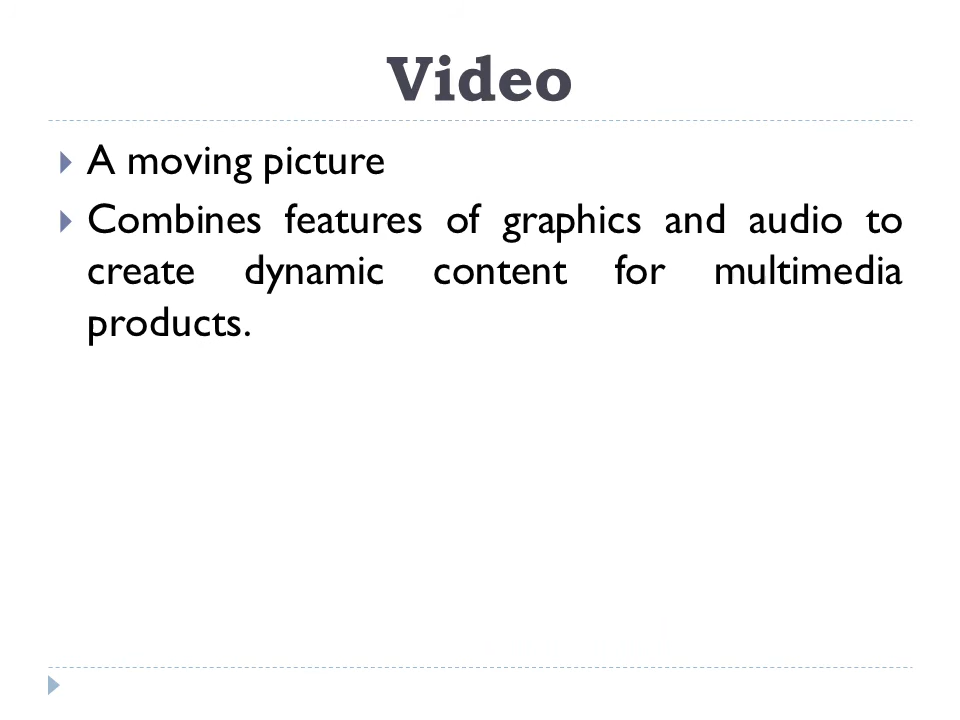 Video
A moving picture
Combines features of graphics and audio to
create dynamic content for multimedia
products.